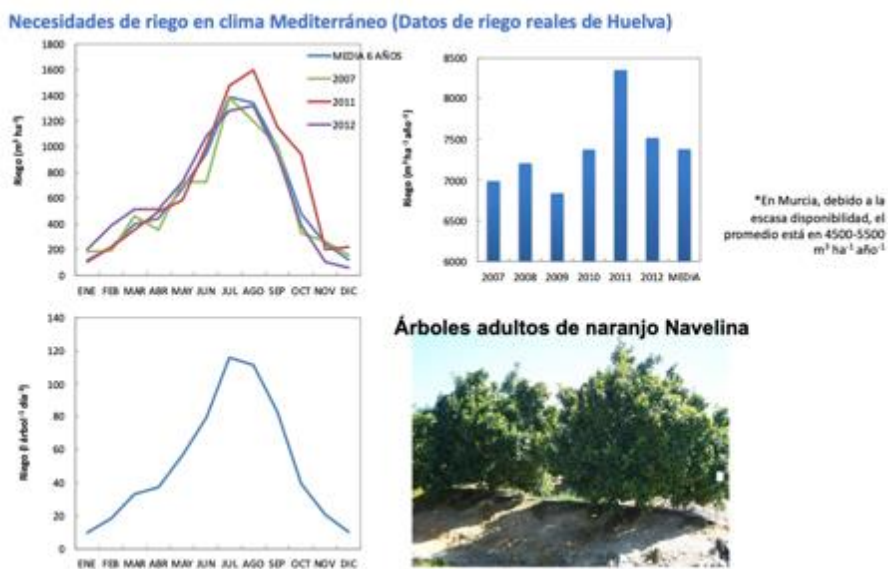 Necesidades de riego en clima Mediterráneo (Datos de riego reales de Huelva)
Riego (m³ ha⁻¹)
1800
1600
1400
1200
1000
800
600
400
200
0
ENE FEB MAR ABR MAY JUN JUL AGO SEP OCT NOV DIC
MEDIA 6 AÑOS
2007
2011
2012
Riego (m³ ha⁻¹ año⁻¹)
8500
8000
7500
7000
6500
6000
2007 2008 2009 2010 2011 2012 MEDIA
*En Murcia, debido a la
escasa disponibilidad, el
promedio está en 4500-5500
m³ ha⁻¹ año⁻¹
Riego (l árbol⁻¹ día⁻¹)
140
120
100
80
60
40
20
0
ENE FEB MAR ABR MAY JUN JUL AGO SEP OCT NOV DIC
Árboles adultos de naranjo Navelina